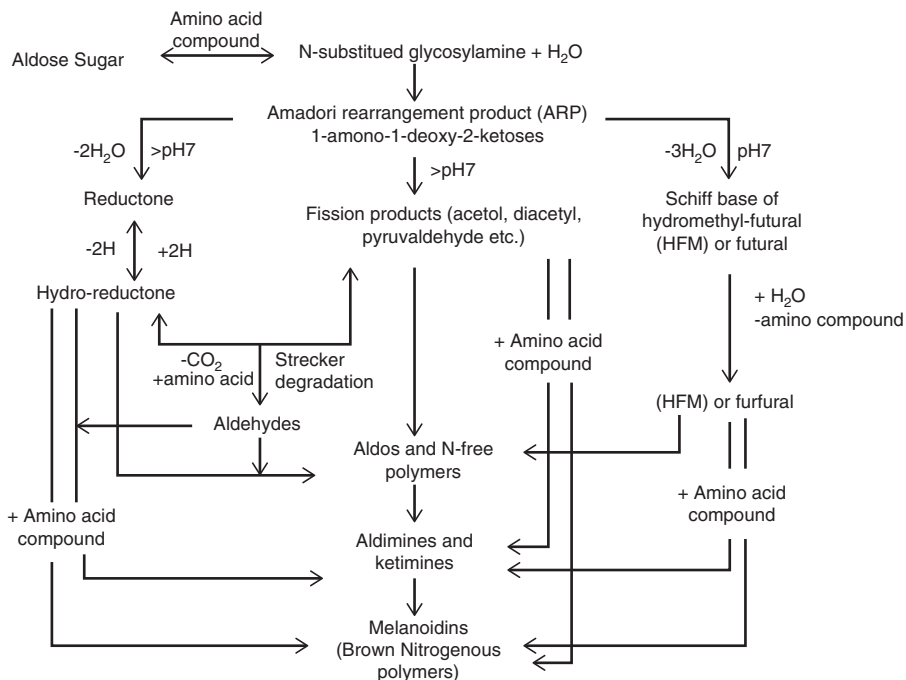 Amino acid
compound
Aldose Sugar
N-substitued glycosylamine + H₂O
Amadori rearrangement product (ARP)
1-amono-1-deoxy-2-ketoses
-2H₂O >pH7
>pH7
-3H₂O pH7
Reductone
Fission products (acetol, diacetyl,
pyruvaldehyde etc.)
Schiff base of
hydromethyl-futural
(HFM) or futural
-2H +2H
Hydro-reductone
+ H₂O
-amino compound
+ Amino acid
compound
-CO₂
+amino acid
Strecker
degradation
(HFM) or furfural
Aldehydes
Aldos and N-free
polymers
+ Amino acid
compound
+ Amino acid
compound
Aldimines and
ketimines
Melanoidins
(Brown Nitrogenous
polymers)